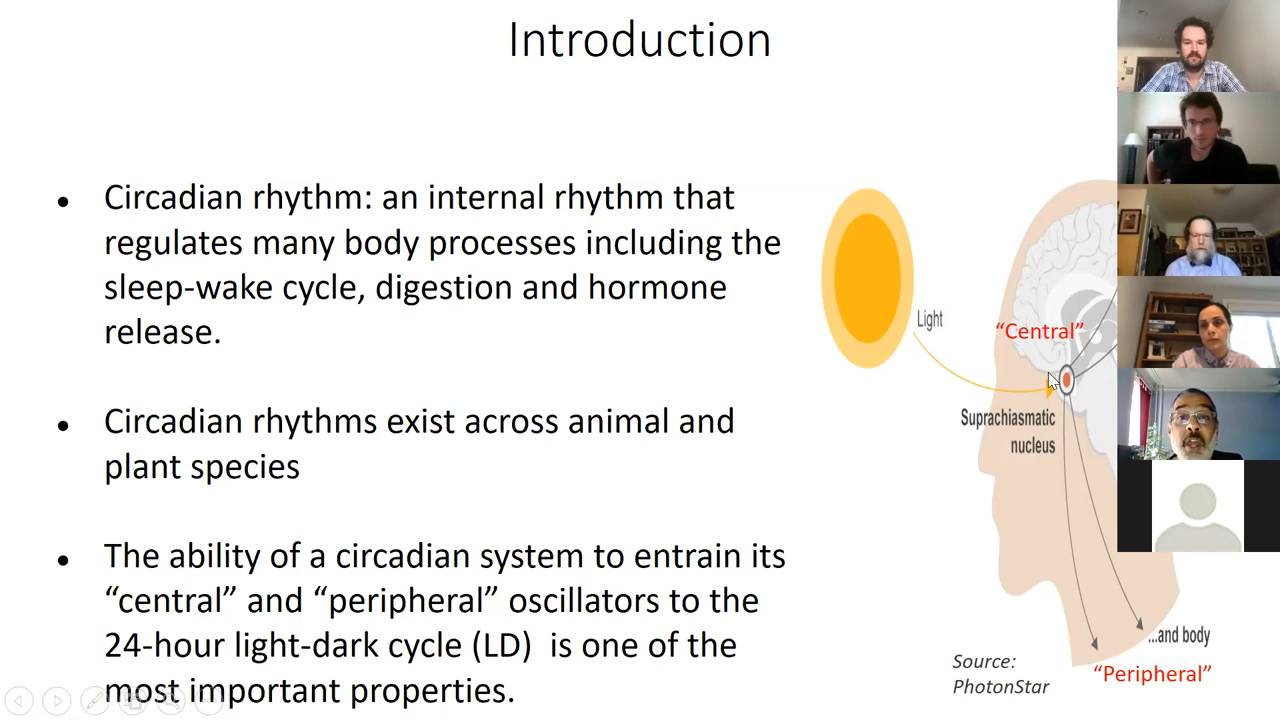 Introduction
• Circadian rhythm: an internal rhythm that
regulates many body processes including the
sleep-wake cycle, digestion and hormone
release.
• Circadian rhythms exist across animal and
plant species
• The ability of a circadian system to entrain its
“central” and “peripheral” oscillators to the
24-hour light-dark cycle (LD)  is one of the
most important properties.
Light
“Central”
Suprachiasmatic
nucleus
...and body
“Peripheral”
Source:
PhotonStar